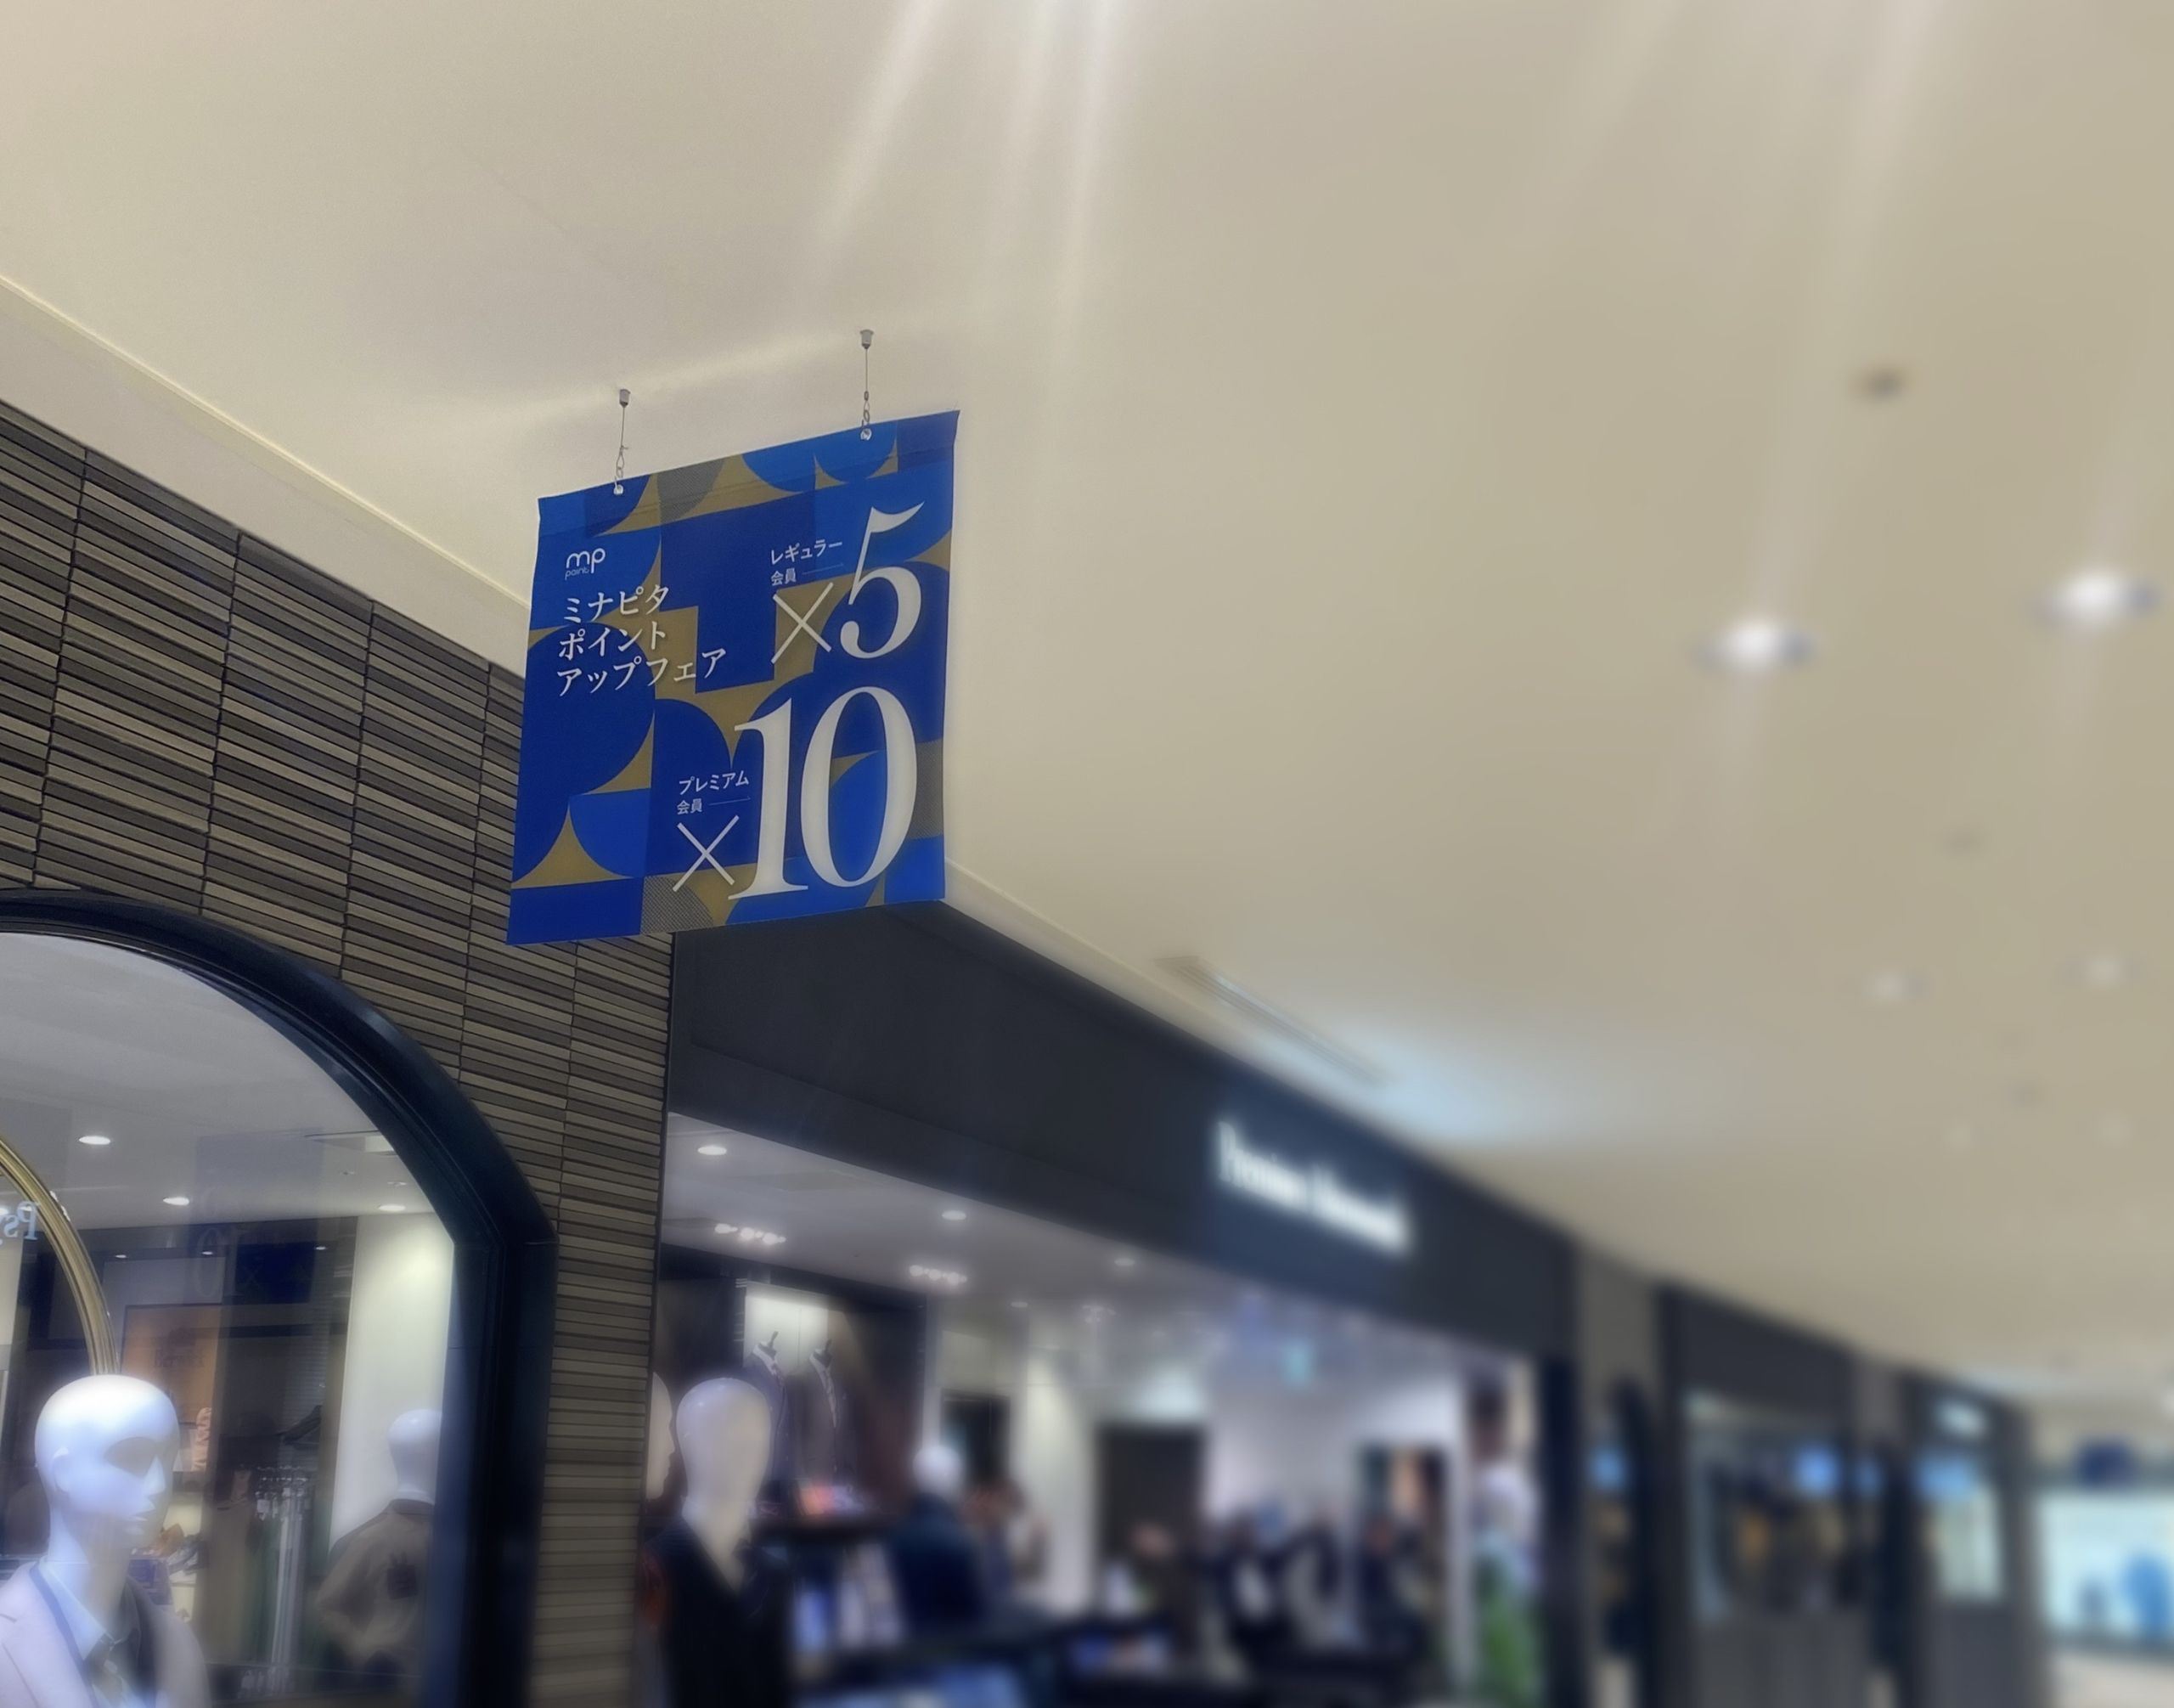 mp
point
ミナピタ
ポイント
アップフェア
レギュラー
会員
×5
プレミアム
会員
×10